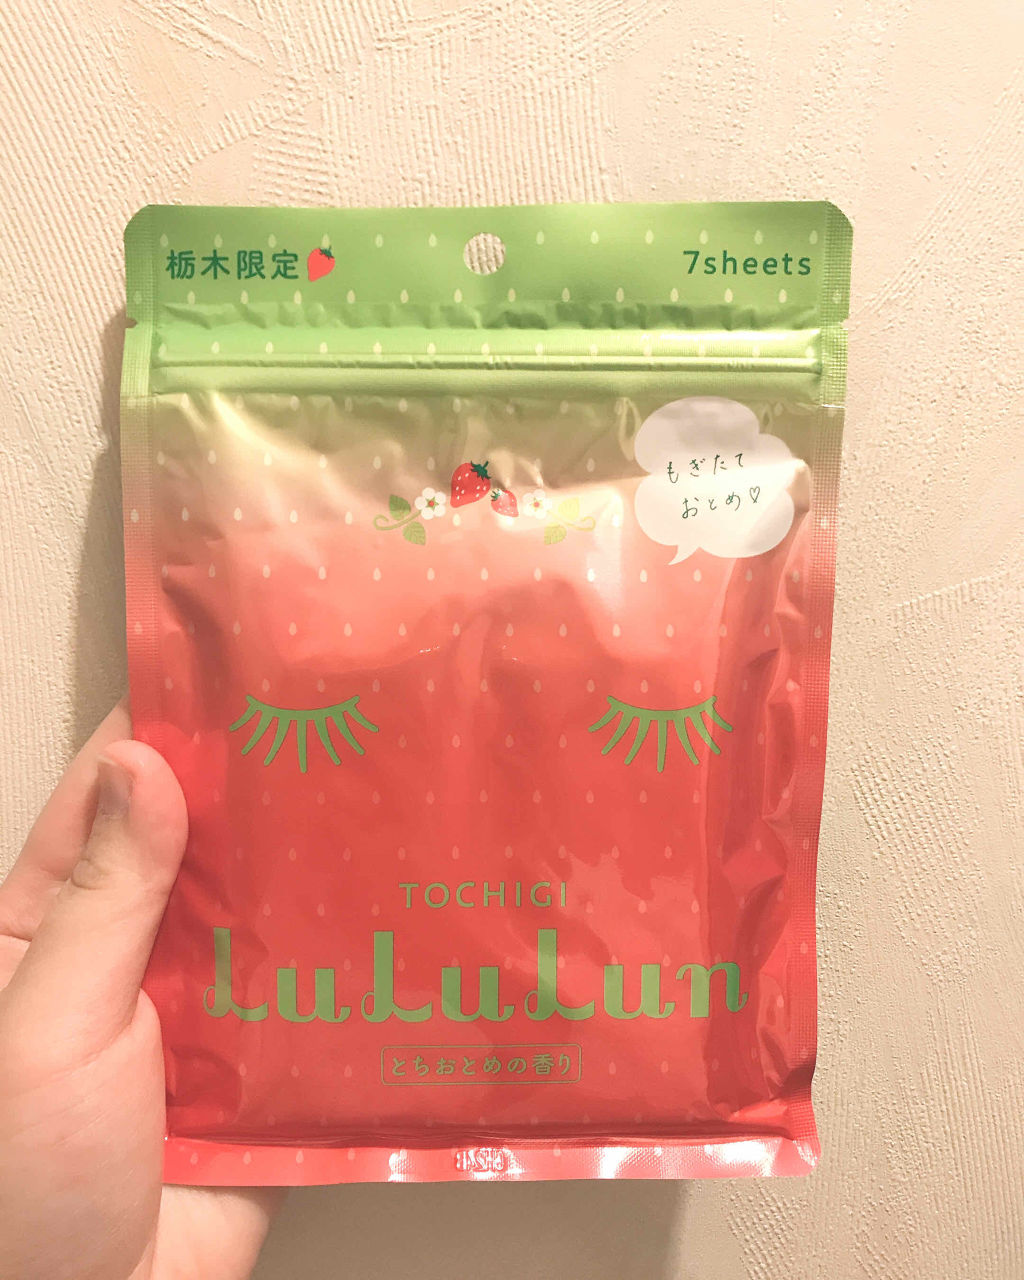 栃木限定
7sheets
もぎたて
おとめ♡
TOCHIGI
LuLuLun
とちおとめの香り